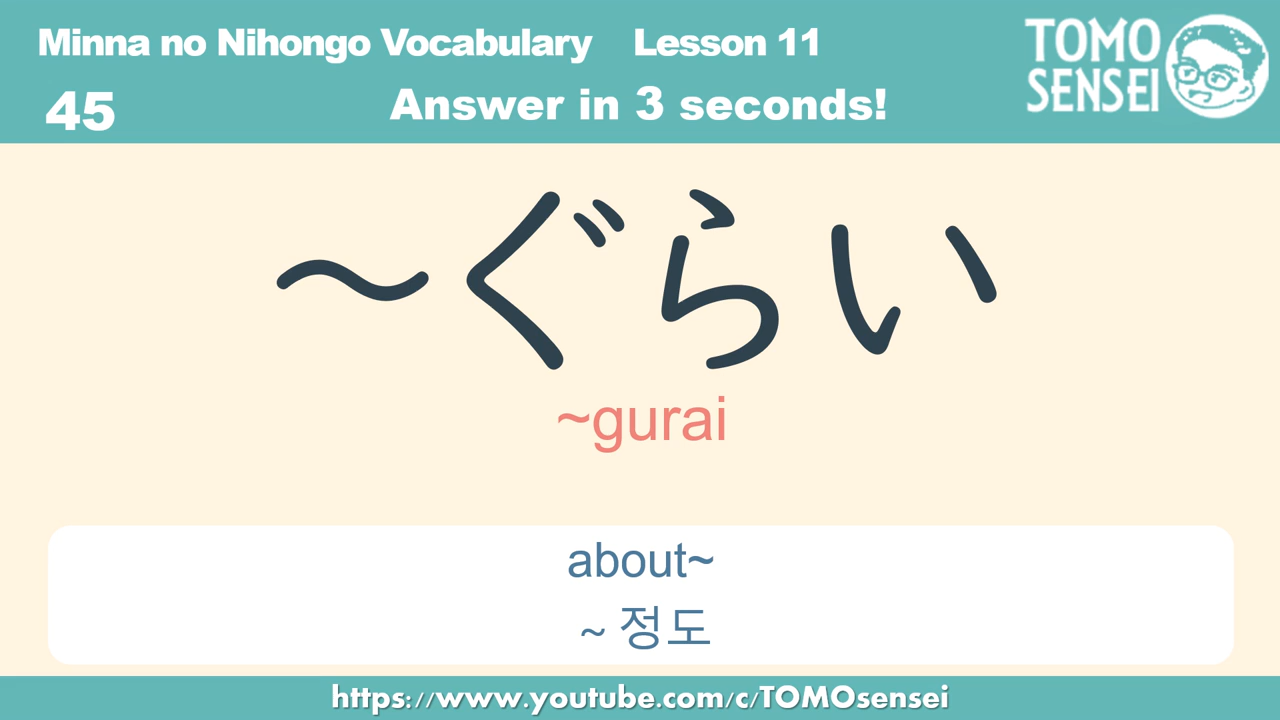 Minna no Nihongo Vocabulary Lesson 11
45 Answer in 3 seconds!
TOMO
SENSEI
～ぐらい
~gurai
about~
~ 정도
https://www.youtube.com/c/TOMOsensei